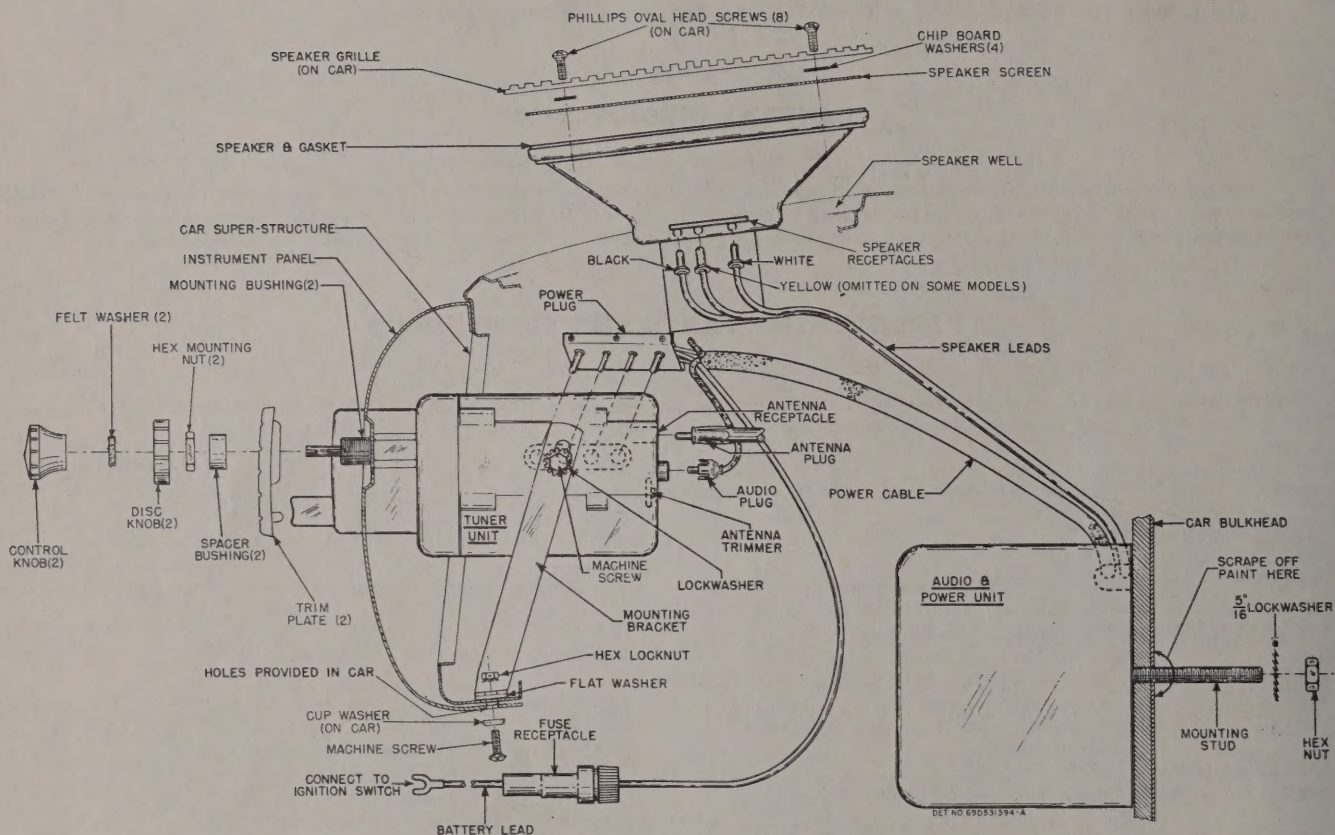 PHILLIPS OVAL HEAD SCREWS (8)
(ON CAR)
SPEAKER GRILLE
(ON CAR)
CHIP BOARD
WASHERS(4)
SPEAKER SCREEN
SPEAKER & GASKET
SPEAKER WELL
CAR SUPER-STRUCTURE
INSTRUMENT PANEL
MOUNTING BUSHING(2)
SPEAKER
RECEPTACLES
BLACK
WHITE
YELLOW (OMITTED ON SOME MODELS)
POWER
PLUG
FELT WASHER (2)
HEX MOUNTING
NUT(2)
SPEAKER LEADS
ANTENNA
RECEPTACLE
ANTENNA
PLUG
AUDIO
PLUG
POWER CABLE
CAR BULKHEAD
CONTROL
KNOB(2)
DISC
KNOB(2)
SPACER
BUSHING(2)
TRIM
PLATE (2)
TUNER
UNIT
MACHINE
SCREW
ANTENNA
TRIMMER
LOCKWASHER
MOUNTING
BRACKET
AUDIO &
POWER UNIT
SCRAPE OFF
PAINT HERE
5"
16 LOCKWASHER
HEX LOCKNUT
HOLES PROVIDED IN CAR
FLAT WASHER
CUP WASHER
(ON CAR)
FUSE
RECEPTACLE
MACHINE SCREW
MOUNTING
STUD
HEX
NUT
CONNECT TO
IGNITION SWITCH
BATTERY LEAD
DET NO 69D531394-A